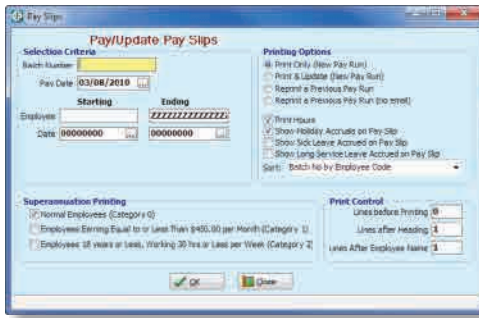 Pay Slips
Pay/Update Pay Slips
Selection Criteria
Batch Number
Pay Date 03/08/2010 ...
Starting Ending
Employee ZZZZZZZZZZZZ
Date 00000000 ... 00000000 ...
Printing Options
Print Only (New Pay Run)
Print & Update (New Pay Run)
Reprint a Previous Pay Run
Reprint a Previous Pay Run (no email)
Print Hours
Show Holiday Accruals on Pay Slip
Show Sick Leave Accrued on Pay Slip
Show Long Service Leave Accrued on Pay Slip
Sort: Batch No by Employee Code
Superannuation Printing
Normal Employees (Category 0)
Employees Earning Equal to or Less Than $400.00 per Month (Category 1)
Employees 18 years or Less, Working 30 hrs or Less per Week (Category 2)
Print Control
Lines before Printing 0
Lines after Heading 1
Lines After Employee Name 1
OK
Close